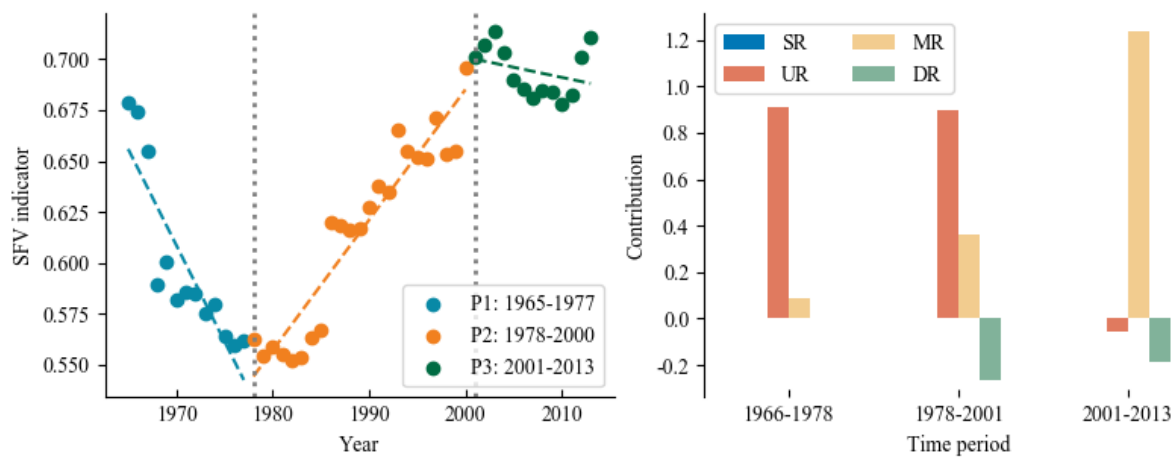 0.700
0.675
0.650
0.625
0.600
0.575
0.550
SFV indicator
1970
1980
1990
2000
2010
Year
P1: 1965-1977
P2: 1978-2000
P3: 2001-2013
1.2
1.0
0.8
0.6
0.4
0.2
0.0
-0.2
Contribution
SR
MR
UR
DR
1966-1978
1978-2001
2001-2013
Time period